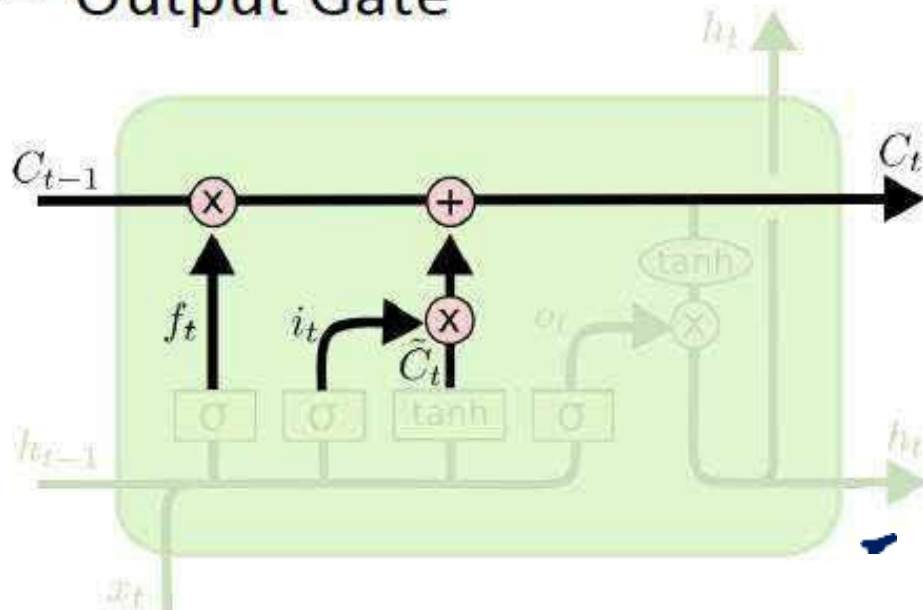 Output Gate
h_t
C_{t-1}
C_t
x
+
tanh
f_t
i_t
x
o_t
x
C̃_t
σ
σ
tanh
σ
h_{t-1}
h_t
x_t